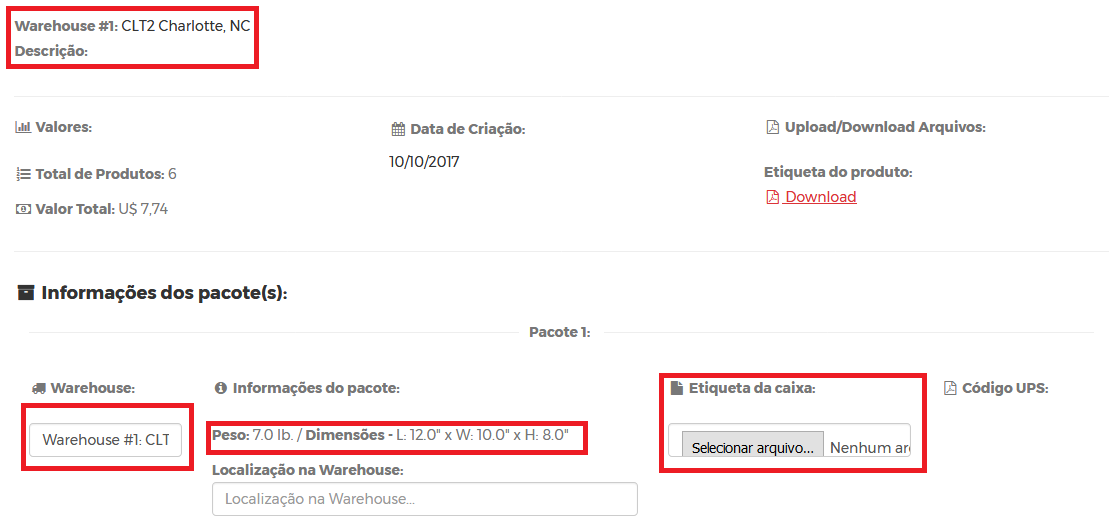 Warehouse #1: CLT2 Charlotte, NC
Descrição:
Valores:
Data de Criação:
Upload/Download Arquivos:
10/10/2017
Total de Produtos: 6
Etiqueta do produto:
Download
Valor Total: U$ 7,74
Informações dos pacote(s):
Pacote 1:
Warehouse:
Informações do pacote:
Etiqueta da caixa:
Código UPS:
Warehouse #1: CLT
Peso: 7.0 lb. / Dimensões - L: 12.0" x W: 10.0" x H: 8.0"
Selecionar arquivo... Nenhum arq
Localização na Warehouse:
Localização na Warehouse...